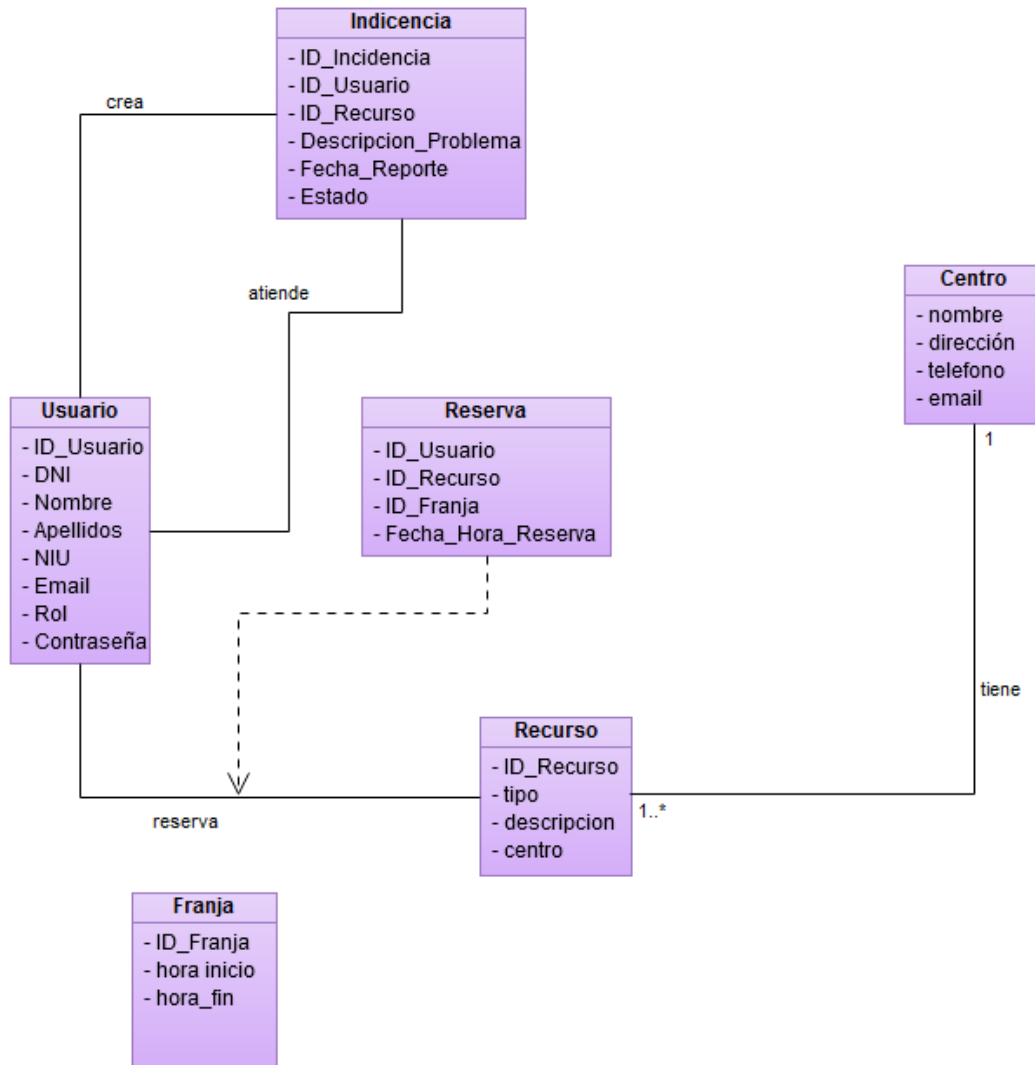 Indicencia
- ID_Incidencia
- ID_Usuario
- ID_Recurso
- Descripcion_Problema
- Fecha_Reporte
- Estado
crea
atiende
Centro
- nombre
- dirección
- telefono
- email
1
Usuario
- ID_Usuario
- DNI
- Nombre
- Apellidos
- NIU
- Email
- Rol
- Contraseña
Reserva
- ID_Usuario
- ID_Recurso
- ID_Franja
- Fecha_Hora_Reserva
tiene
Recurso
- ID_Recurso
- tipo
- descripcion
- centro
1..*
reserva
Franja
- ID_Franja
- hora inicio
- hora_fin